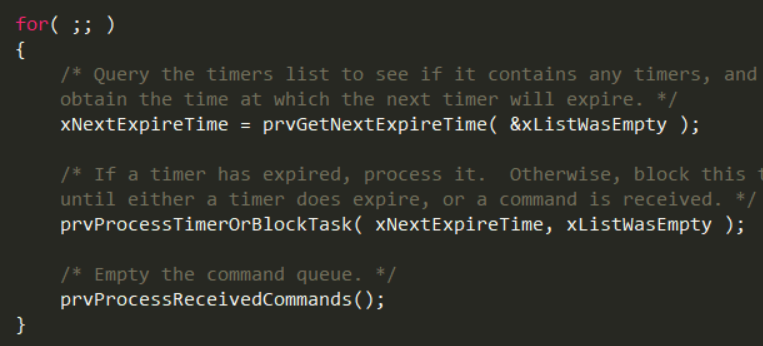 for( ;; )
{
/* Query the timers list to see if it contains any timers, and
obtain the time at which the next timer will expire. */
xNextExpireTime = prvGetNextExpireTime( &xListWasEmpty );
/* If a timer has expired, process it.  Otherwise, block this
until either a timer does expire, or a command is received. */
prvProcessTimerOrBlockTask( xNextExpireTime, xListWasEmpty );
/* Empty the command queue. */
prvProcessReceivedCommands();
}